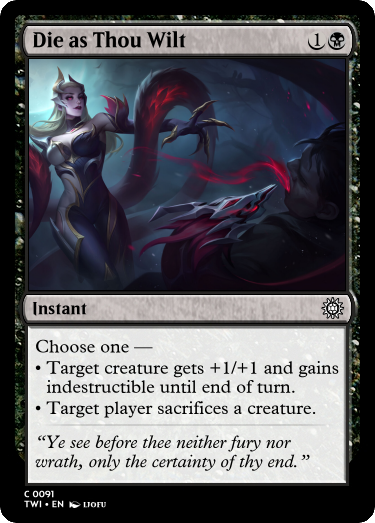 Die as Thou Wilt 1
Instant
Choose one —
• Target creature gets +1/+1 and gains
indestructible until end of turn.
• Target player sacrifices a creature.
“Ye see before thee neither fury nor
wrath, only the certainty of thy end.”
C 0091
TWI • EN LJOFU